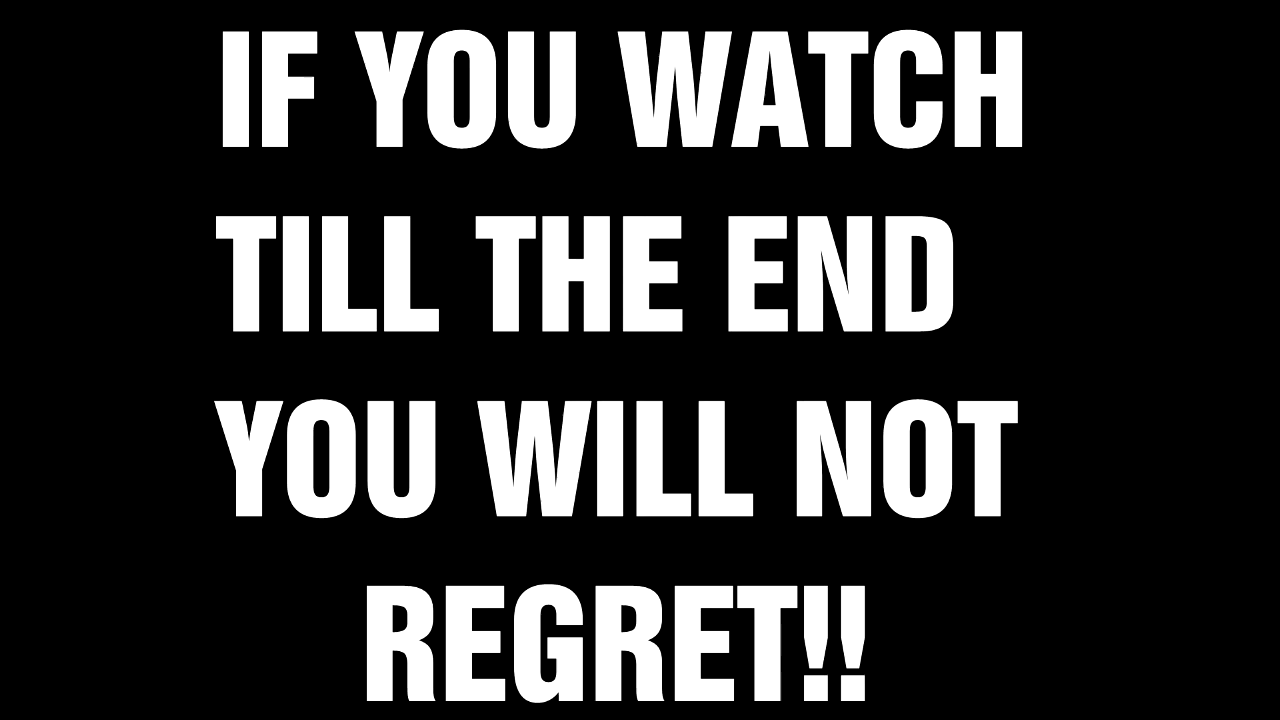 IF YOU WATCH
TILL THE END
YOU WILL NOT
REGRET!!